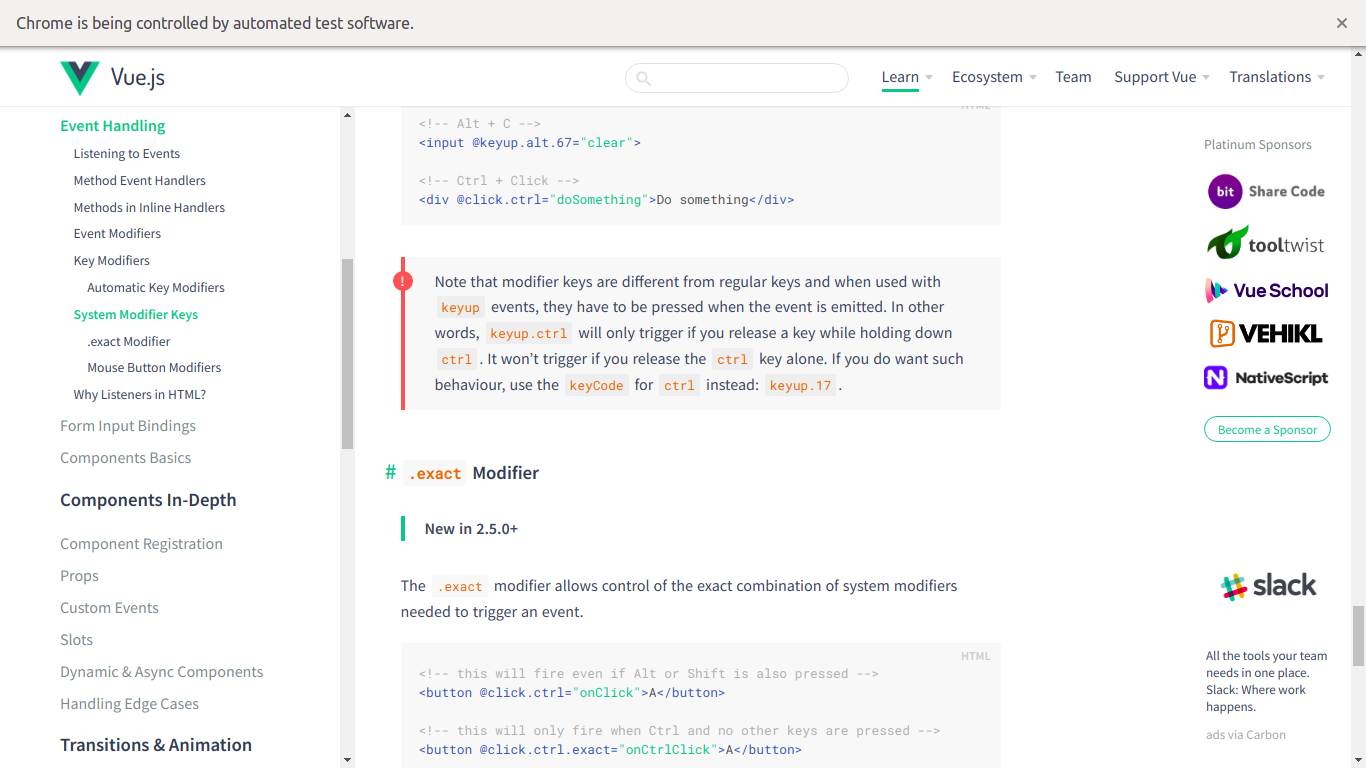 Chrome is being controlled by automated test software.
Vue.js
Learn
Ecosystem
Team
Support Vue
Translations
Event Handling
Listening to Events
Method Event Handlers
Methods in Inline Handlers
Event Modifiers
Key Modifiers
Automatic Key Modifiers
System Modifier Keys
.exact Modifier
Mouse Button Modifiers
Why Listeners in HTML?
Form Input Bindings
Components Basics
Components In-Depth
Component Registration
Props
Custom Events
Slots
Dynamic & Async Components
Handling Edge Cases
Transitions & Animation
HTML
<!-- Alt + C -->
<input @keyup.alt.67="clear">
<!-- Ctrl + Click -->
<div @click.ctrl="doSomething">Do something</div>
!
Note that modifier keys are different from regular keys and when used with
keyup events, they have to be pressed when the event is emitted. In other
words, keyup.ctrl will only trigger if you release a key while holding down
ctrl. It won’t trigger if you release the ctrl key alone. If you do want such
behaviour, use the keyCode for ctrl instead: keyup.17.
# .exact Modifier
New in 2.5.0+
The .exact modifier allows control of the exact combination of system modifiers
needed to trigger an event.
HTML
<!-- this will fire even if Alt or Shift is also pressed -->
<button @click.ctrl="onClick">A</button>
<!-- this will only fire when Ctrl and no other keys are pressed -->
<button @click.ctrl.exact="onCtrlClick">A</button>
Platinum Sponsors
bit Share Code
tooltwist
Vue School
VEHIKL
NativeScript
Become a Sponsor
slack
All the tools your team
needs in one place.
Slack: Where work
happens.
ads via Carbon